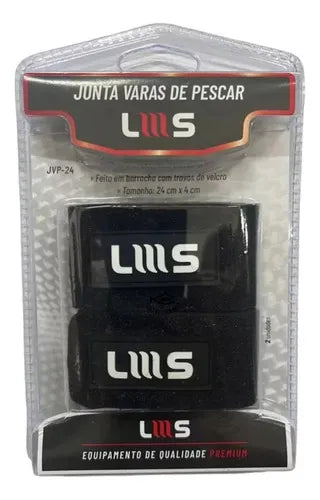 JUNTA VARAS DE PESCAR
LMS
JVP-24
• Feito em borracha com travas de velcro
• Tamanho: 24 cm x 4 cm
LMS
LMS
2 unidades
LMS
EQUIPAMENTO DE QUALIDADE PREMIUM